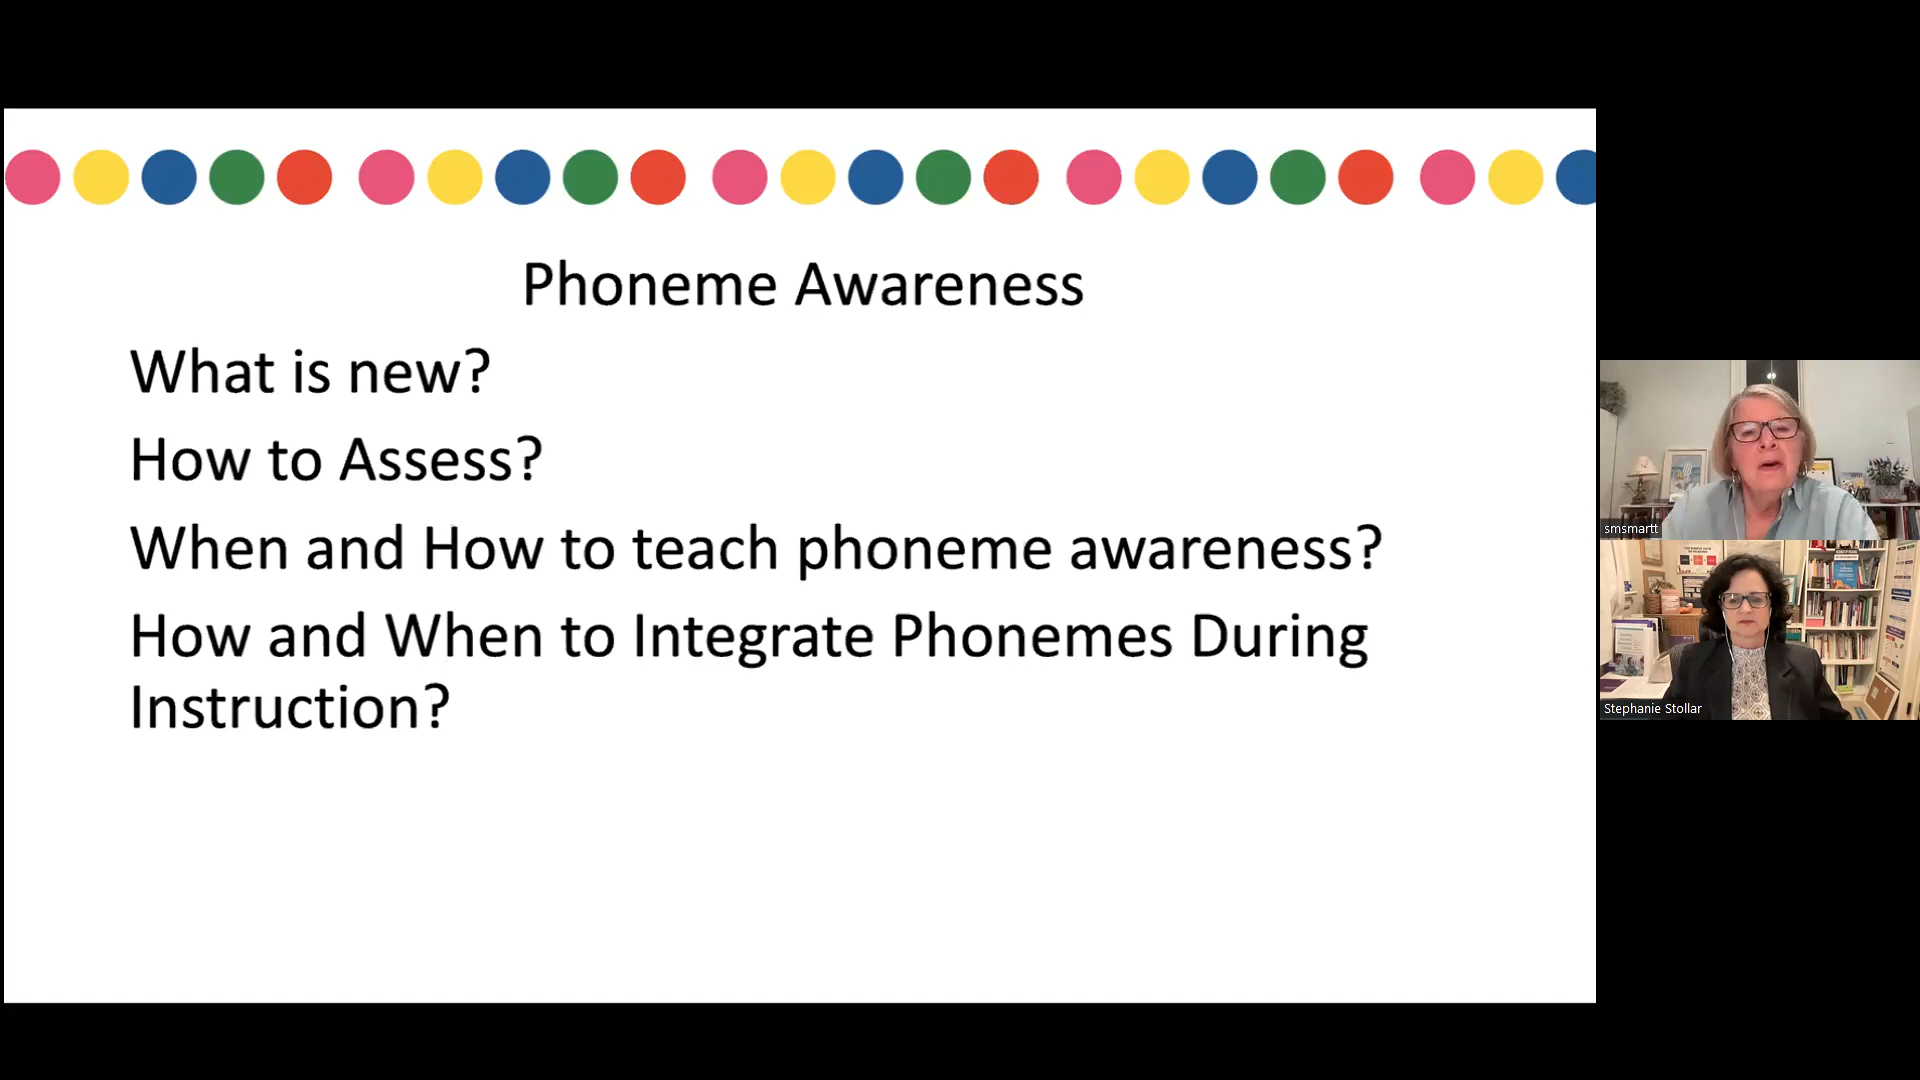 Phoneme Awareness
What is new?
How to Assess?
When and How to teach phoneme awareness?
How and When to Integrate Phonemes During
Instruction?
smsmartt
Stephanie Stollar